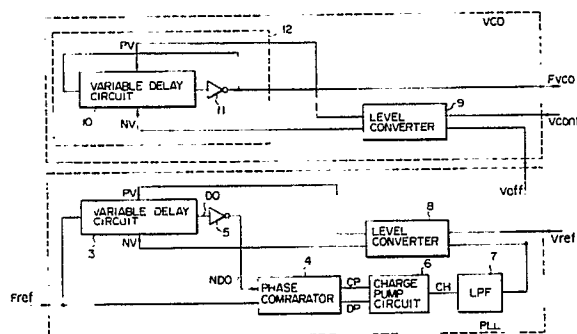 VCO
12
PV
VARIABLE DELAY
CIRCUIT
10
11
NV
FVCO
9
LEVEL
CONVERTER
Vcont
Voff
PV
VARIABLE DELAY
CIRCUIT
3
DO
5
NV
8
LEVEL
CONVERTER
Vref
NDO
4
PHASE
COMRARATOR
CP
DP
6
CHARGE
PUMP
CIRCUIT
CH
7
LPF
Fref
PLL